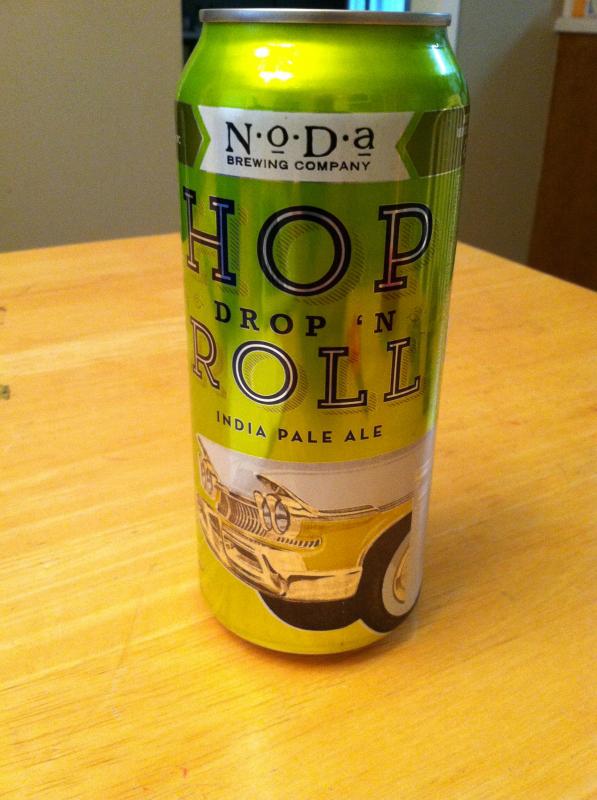 N·o·D·a
BREWING COMPANY
HOP
DROP 'N
ROLL
INDIA PALE ALE